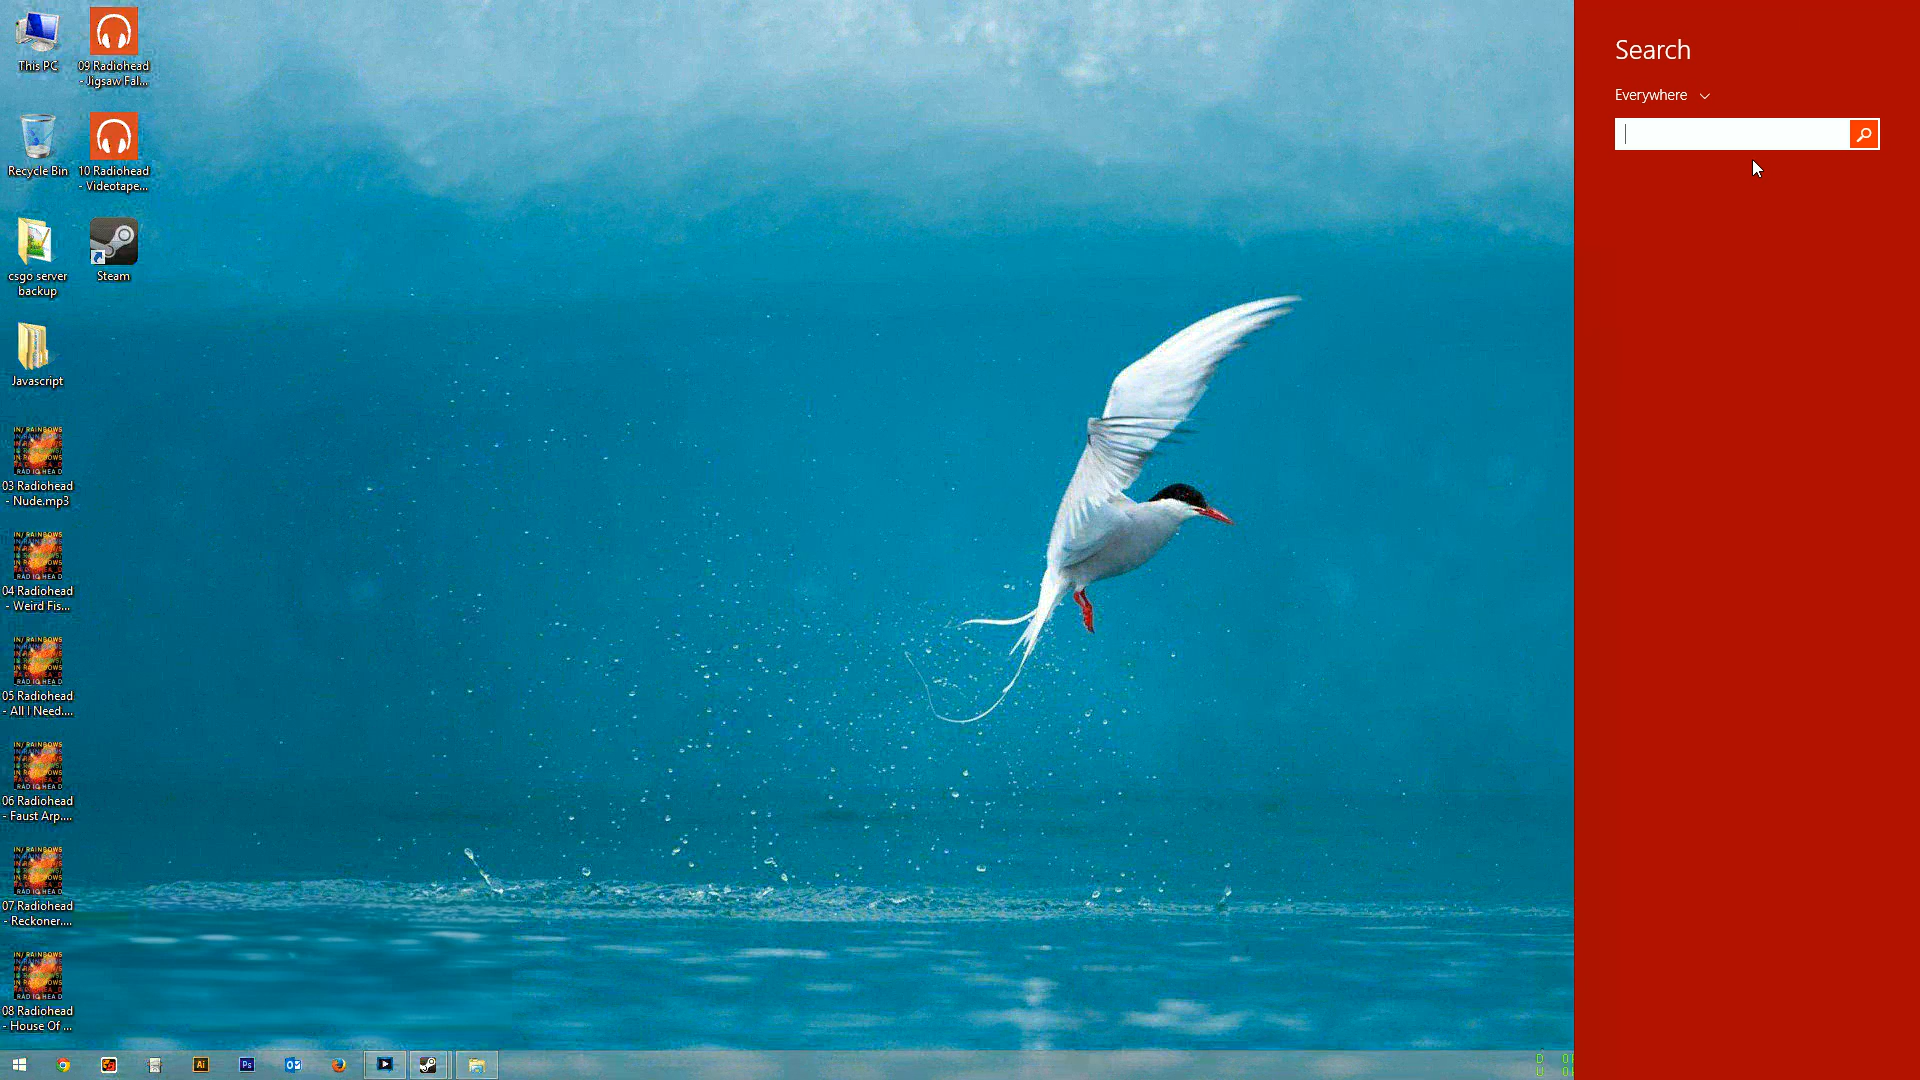 This PC
09 Radiohead
- Jigsaw Fal...
Recycle Bin
10 Radiohead
- Videotape...
csgo server
backup
Steam
Javascript
03 Radiohead
- Nude.mp3
04 Radiohead
- Weird Fis...
05 Radiohead
- All I Need....
06 Radiohead
- Faust Arp....
07 Radiohead
- Reckoner....
08 Radiohead
- House Of ...
Search
Everywhere
Ai
Ps
D:
U: